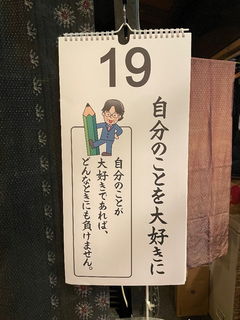 19
自分のことを大好きに
自分のことが
大好きであれば、
どんなときにも負けません。